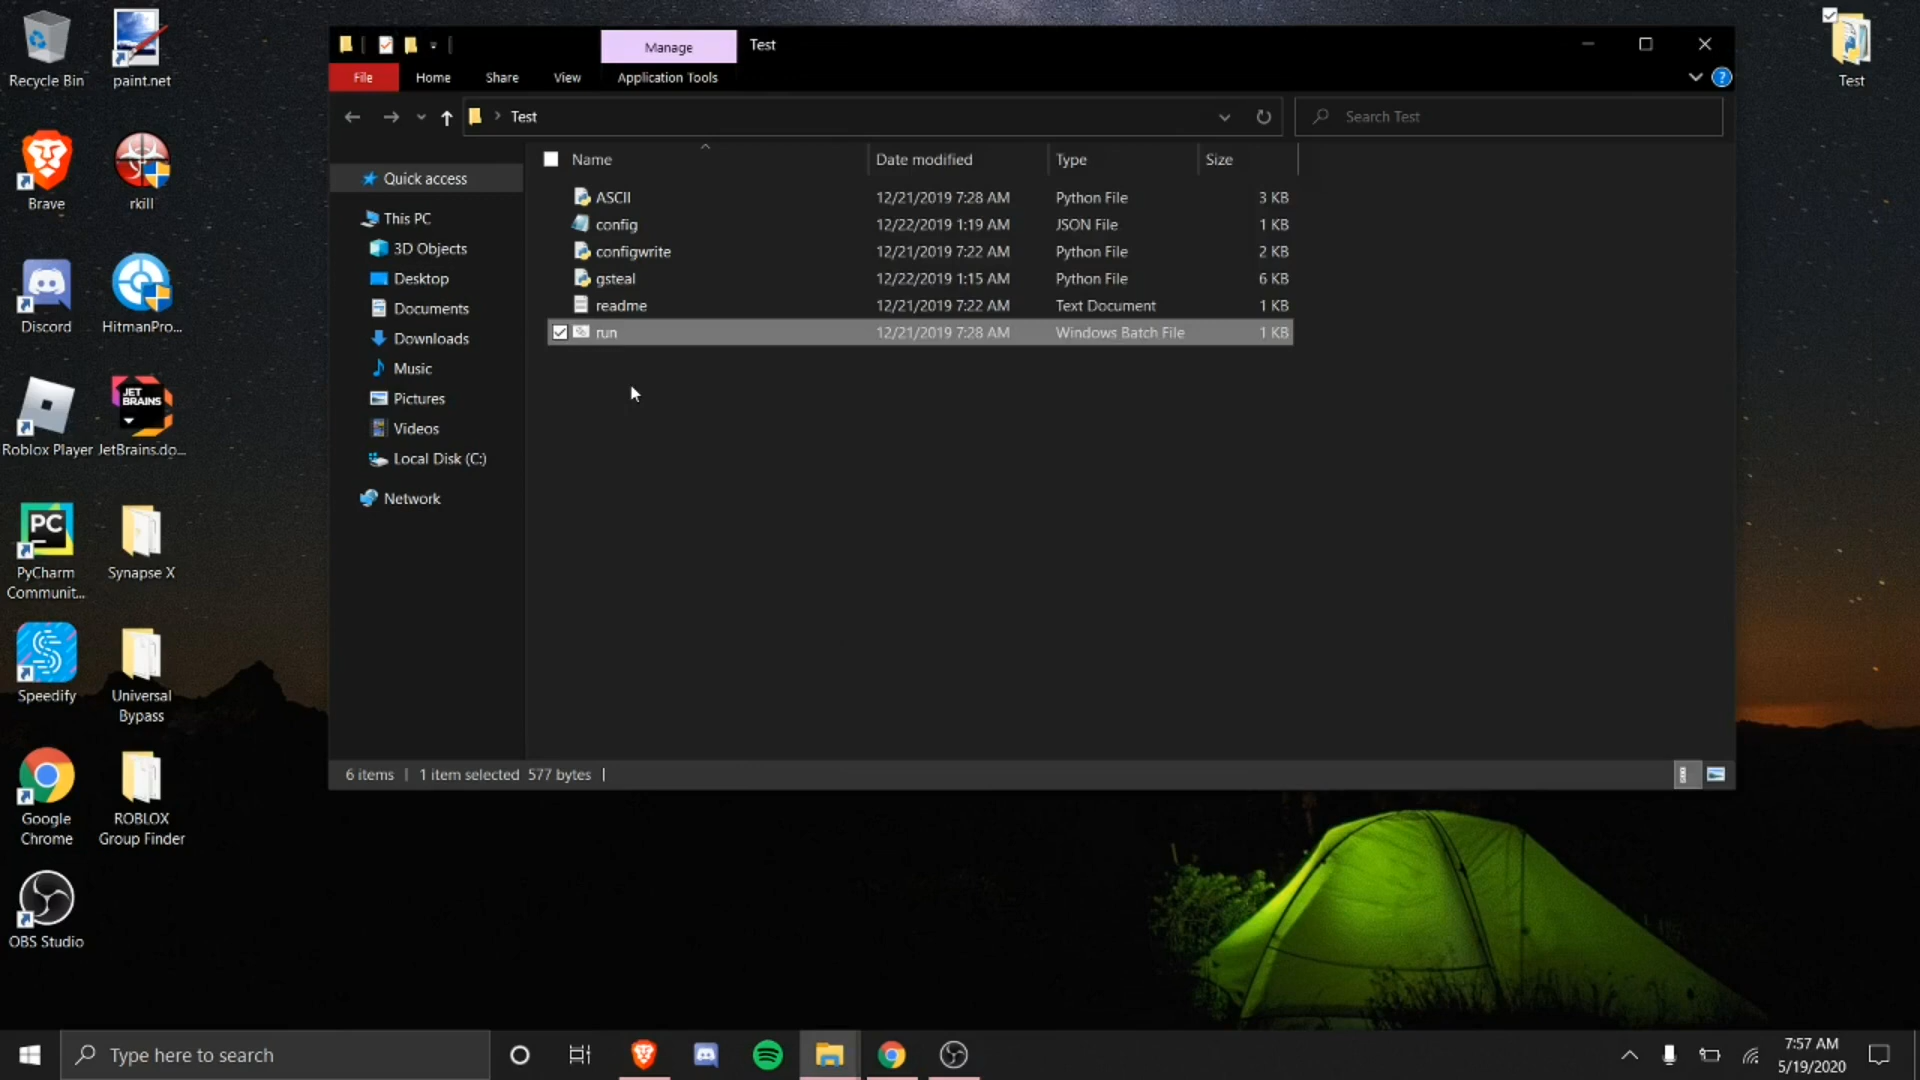 Recycle Bin
paint.net
Brave
rkill
Discord
HitmanPro...
Roblox Player
JET
BRAINS
JetBrains.do...
PC
PyCharm
Communit...
Synapse X
Speedify
Universal
Bypass
Google
Chrome
ROBLOX
Group Finder
OBS Studio
Test
Manage
Test
File
Home
Share
View
Application Tools
Test
Search Test
Name
Date modified
Type
Size
Quick access
This PC
3D Objects
Desktop
Documents
Downloads
Music
Pictures
Videos
Local Disk (C:)
Network
ASCII 12/21/2019 7:28 AM Python File 3 KB
config 12/22/2019 1:19 AM JSON File 1 KB
configwrite 12/21/2019 7:22 AM Python File 2 KB
gsteal 12/22/2019 1:15 AM Python File 6 KB
readme 12/21/2019 7:22 AM Text Document 1 KB
run 12/21/2019 7:28 AM Windows Batch File 1 KB
6 items
1 item selected 577 bytes
Type here to search
7:57 AM
5/19/2020